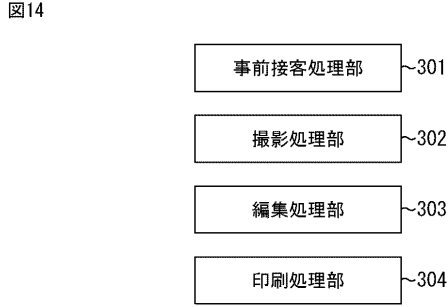 図14
事前接客処理部 ~301
撮影処理部 ~302
編集処理部 ~303
印刷処理部 ~304